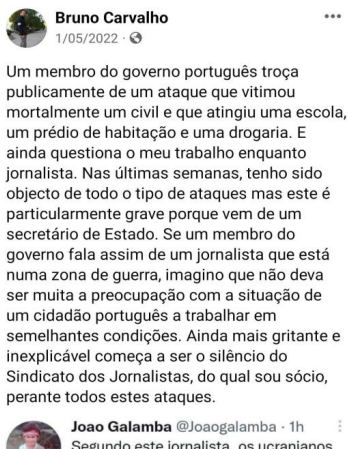 Bruno Carvalho
1/05/2022 ·
Um membro do governo português troça
publicamente de um ataque que vitimou
mortalmente um civil e que atingiu uma escola,
um prédio de habitação e uma drogaria. E
ainda questiona o meu trabalho enquanto
jornalista. Nas últimas semanas, tenho sido
objecto de todo o tipo de ataques mas este é
particularmente grave porque vem de um
secretário de Estado. Se um membro do
governo fala assim de um jornalista que está
numa zona de guerra, imagino que não deva
ser muita a preocupação com a situação de
um cidadão português a trabalhar em
semelhantes condições. Ainda mais gritante e
inexplicável começa a ser o silêncio do
Sindicato dos Jornalistas, do qual sou sócio,
perante todos estes ataques.
Joao Galamba @Joaogalamba · 1h
Segundo este jornalista, os ucranianos